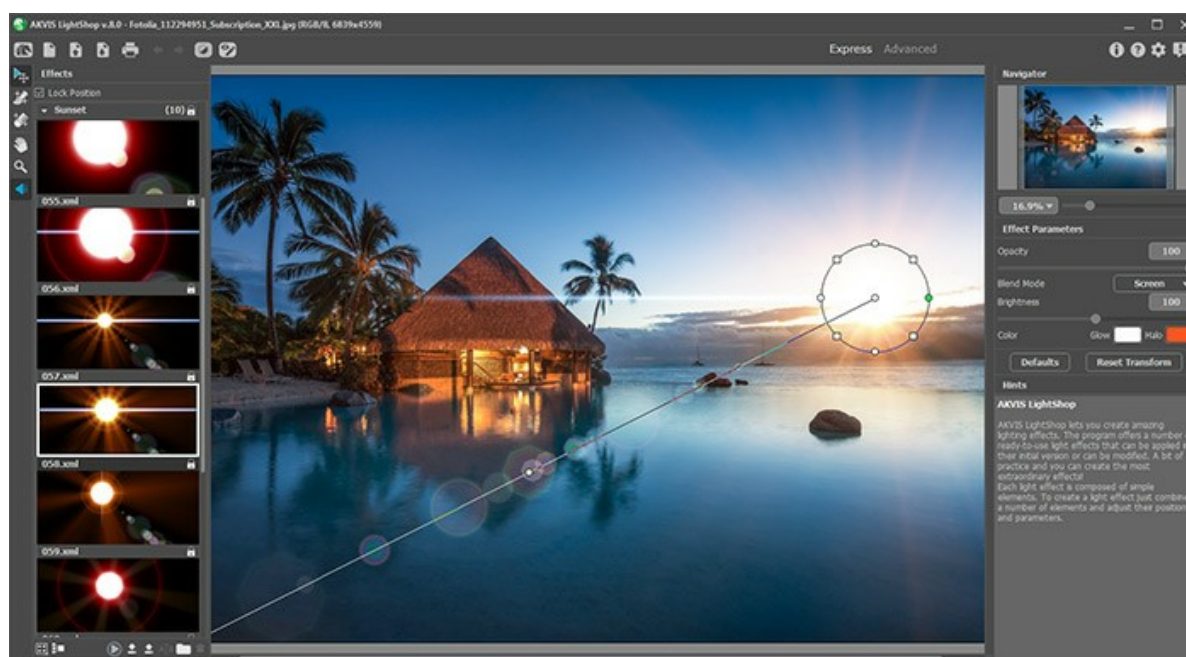 AKVIS LightShop v.8.0 - Fotolia_112294951_Subscription_XXL.jpg (RGB/8, 6839x4559)
Express Advanced
Effects
Lock Position
Sunset (10)
055.xml
056.xml
057.xml
058.xml
059.xml
Navigator
16.9%
Effect Parameters
Opacity 100
Blend Mode Screen
Brightness 100
Color Glow Halo
Defaults Reset Transform
Hints
AKVIS LightShop
AKVIS LightShop lets you create amazing
lighting effects. The program offers a number
ready-to-use light effects that can be applied
their initial version or can be modified. A bit of
practice and you can create the most
extraordinary effects!
Each light effect is composed of simple
elements. To create a light effect just combin
a number of elements and adjust their position
and parameters.